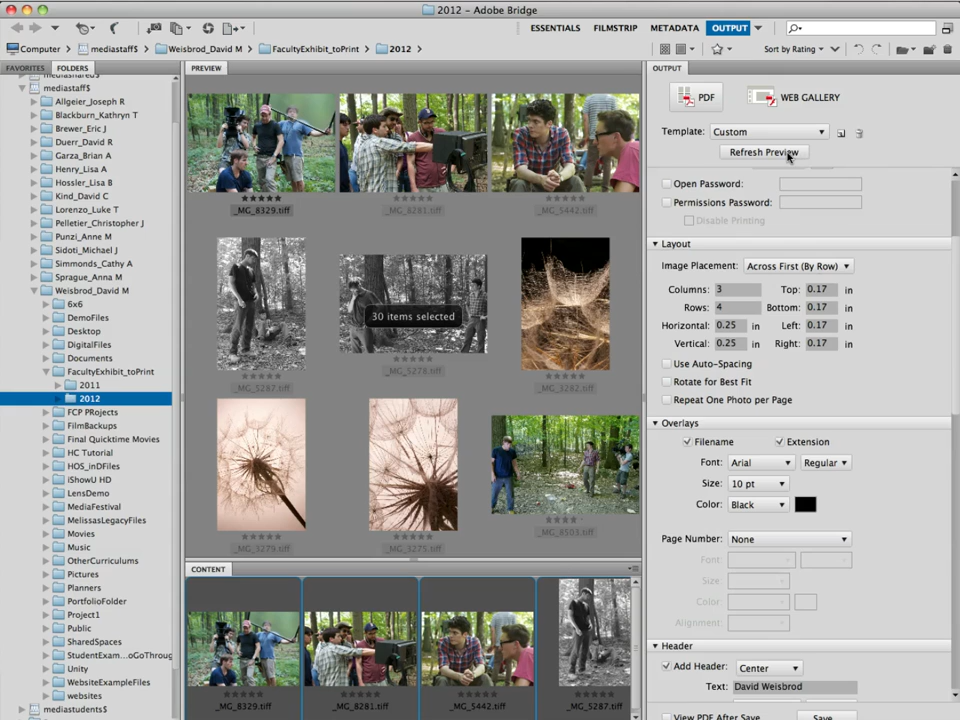 2012 – Adobe Bridge
ESSENTIALS FILMSTRIP METADATA OUTPUT
Computer mediastaff$ Weisbrod_David M FacultyExhibit_toPrint 2012
Sort by Rating
FAVORITES FOLDERS
mediashared$
mediastaff$
Allgeier_Joseph R
Blackburn_Kathryn T
Brewer_Eric J
Duerr_David R
Garza_Brian A
Henry_Lisa A
Hossler_Lisa B
Kind_David C
Lorenzo_Luke T
Pelletier_Christopher J
Punzi_Anne M
Sidoti_Michael J
Simmonds_Cathy A
Sprague_Anna M
Weisbrod_David M
6x6
DemoFiles
Desktop
DigitalFiles
Documents
FacultyExhibit_toPrint
2011
2012
FCP PRojects
FilmBackups
Final Quicktime Movies
HC Tutorial
HOS_inDFiles
iShowU HD
LensDemo
MediaFestival
MelissasLegacyFiles
Movies
Music
OtherCurriculums
Pictures
Planners
PortfolioFolder
Project1
Public
SharedSpaces
StudentExam...oGoThroug
Unity
WebsiteExampleFiles
websites
mediastudents$
PREVIEW
_MG_8329.tiff _MG_8281.tiff _MG_5442.tiff
30 items selected
_MG_5287.tiff _MG_5278.tiff _MG_3282.tiff
_MG_3279.tiff _MG_3275.tiff _MG_8503.tiff
CONTENT
_MG_8329.tiff _MG_8281.tiff _MG_5442.tiff _MG_5287.tiff
OUTPUT
PDF WEB GALLERY
Template: Custom
Refresh Preview
Open Password:
Permissions Password:
Disable Printing
Layout
Image Placement: Across First (By Row)
Columns: 3 Top: 0.17 in
Rows: 4 Bottom: 0.17 in
Horizontal: 0.25 in Left: 0.17 in
Vertical: 0.25 in Right: 0.17 in
Use Auto-Spacing
Rotate for Best Fit
Repeat One Photo per Page
Overlays
Filename Extension
Font: Arial Regular
Size: 10 pt
Color: Black
Page Number: None
Font:
Size:
Color:
Alignment:
Header
Add Header: Center
Text: David Weisbrod
View PDF After Save Save...